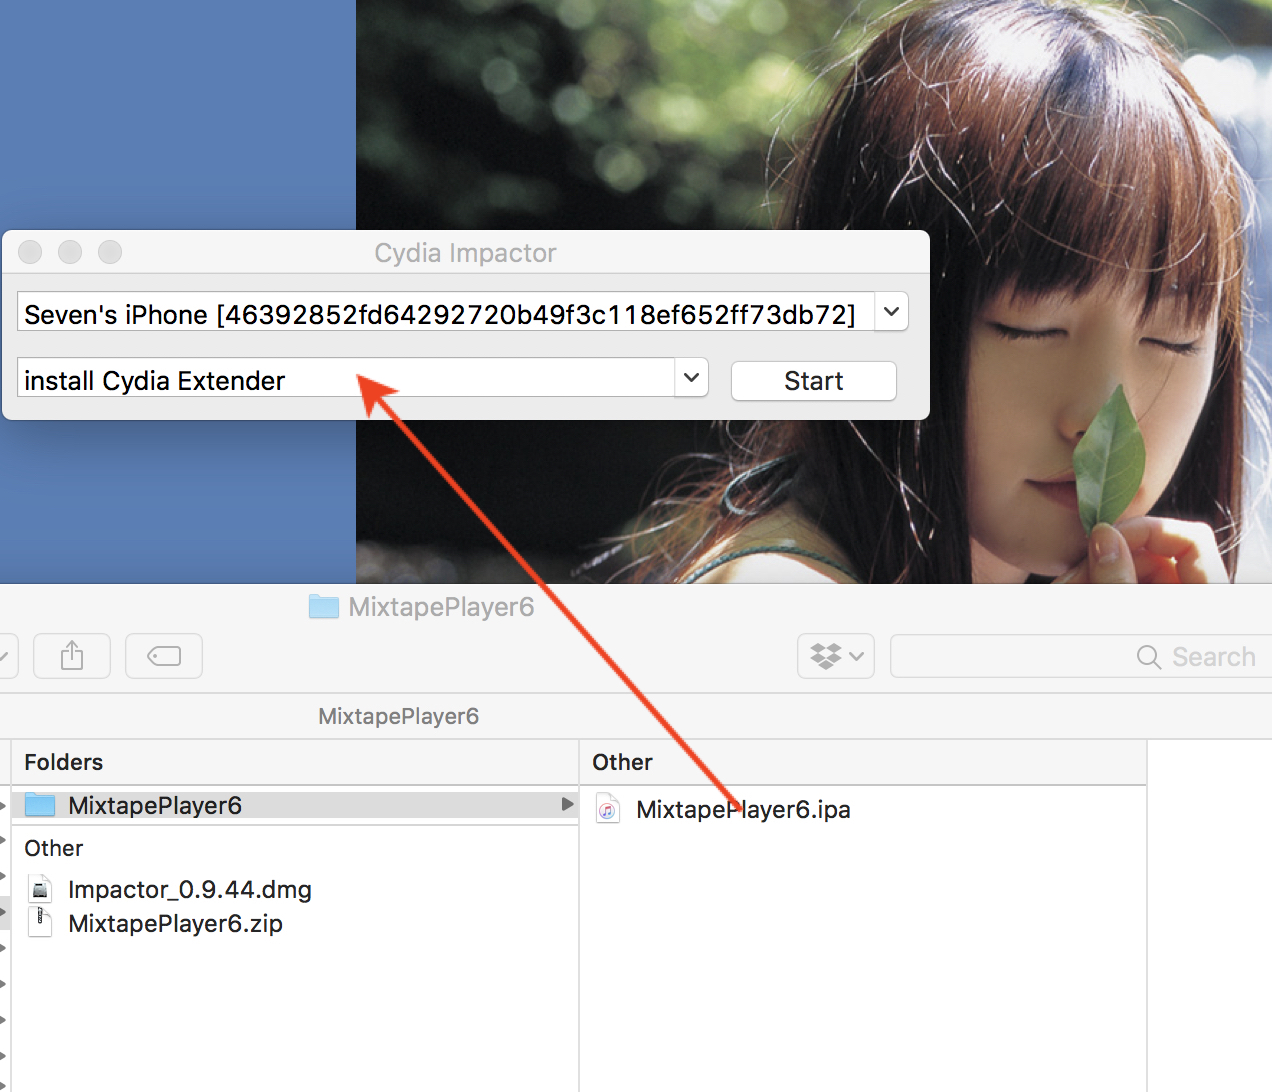 Cydia Impactor
Seven's iPhone [46392852fd64292720b49f3c118ef652ff73db72]
install Cydia Extender
Start
MixtapePlayer6
Search
MixtapePlayer6
Folders
MixtapePlayer6
Other
Impactor_0.9.44.dmg
MixtapePlayer6.zip
Other
MixtapePlayer6.ipa